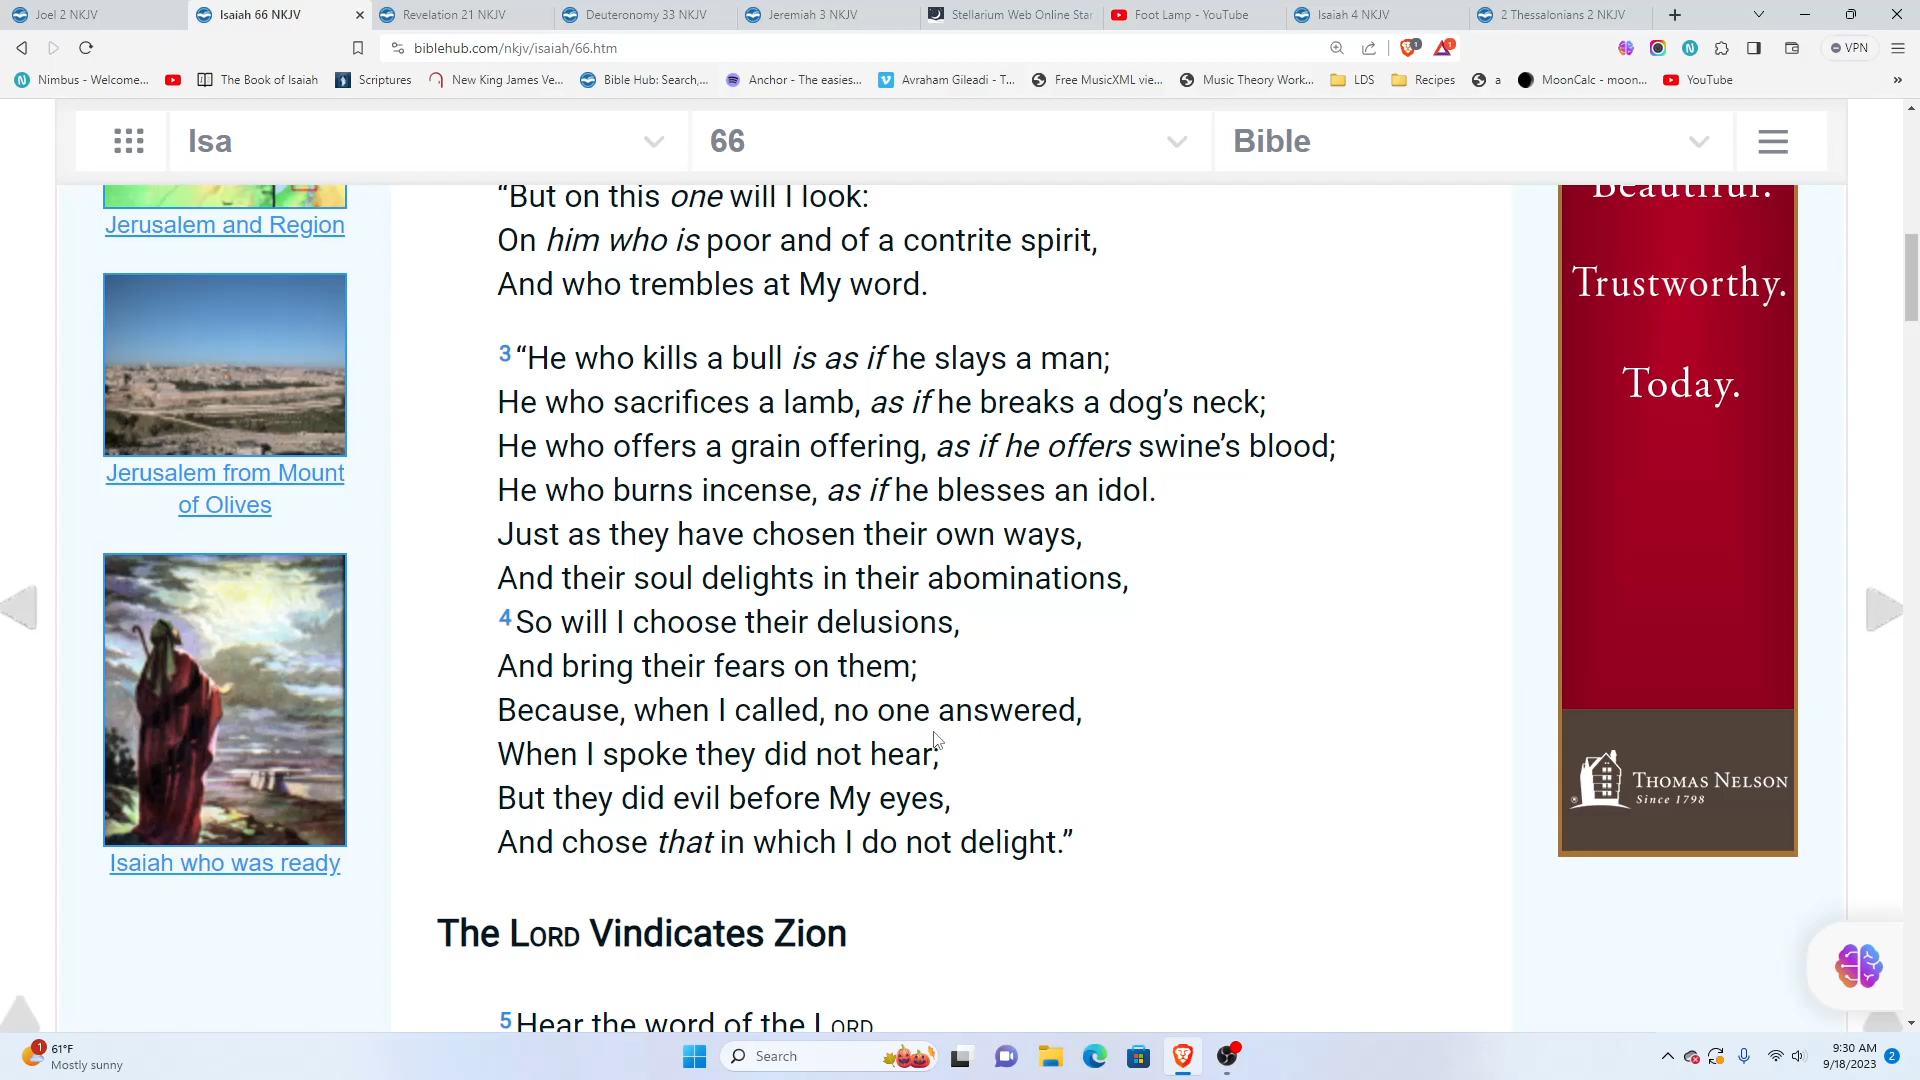 Joel 2 NKJV
Isaiah 66 NKJV
Revelation 21 NKJV
Deuteronomy 33 NKJV
Jeremiah 3 NKJV
Stellarium Web Online Star
Foot Lamp - YouTube
Isaiah 4 NKJV
2 Thessalonians 2 NKJV
biblehub.com/nkjv/isaiah/66.htm
1
1
VPN
Nimbus - Welcome...
The Book of Isaiah
Scriptures
New King James Ve...
Bible Hub: Search,...
Anchor - The easies...
Avraham Gileadi - T...
Free MusicXML vie...
Music Theory Work...
LDS
Recipes
a
MoonCalc - moon...
YouTube
»
Isa
66
Bible
Jerusalem and Region
Jerusalem from Mount
of Olives
Isaiah who was ready
“But on this one will I look:
On him who is poor and of a contrite spirit,
And who trembles at My word.
3 “He who kills a bull is as if he slays a man;
He who sacrifices a lamb, as if he breaks a dog’s neck;
He who offers a grain offering, as if he offers swine’s blood;
He who burns incense, as if he blesses an idol.
Just as they have chosen their own ways,
And their soul delights in their abominations,
4 So will I choose their delusions,
And bring their fears on them;
Because, when I called, no one answered,
When I spoke they did not hear;
But they did evil before My eyes,
And chose that in which I do not delight.”
The LORD Vindicates Zion
5 Hear the word of the LORD
Beautiful.
Trustworthy.
Today.
® THOMAS NELSON
Since 1798
1
61°F
Mostly sunny
Search
9:30 AM
9/18/2023
2